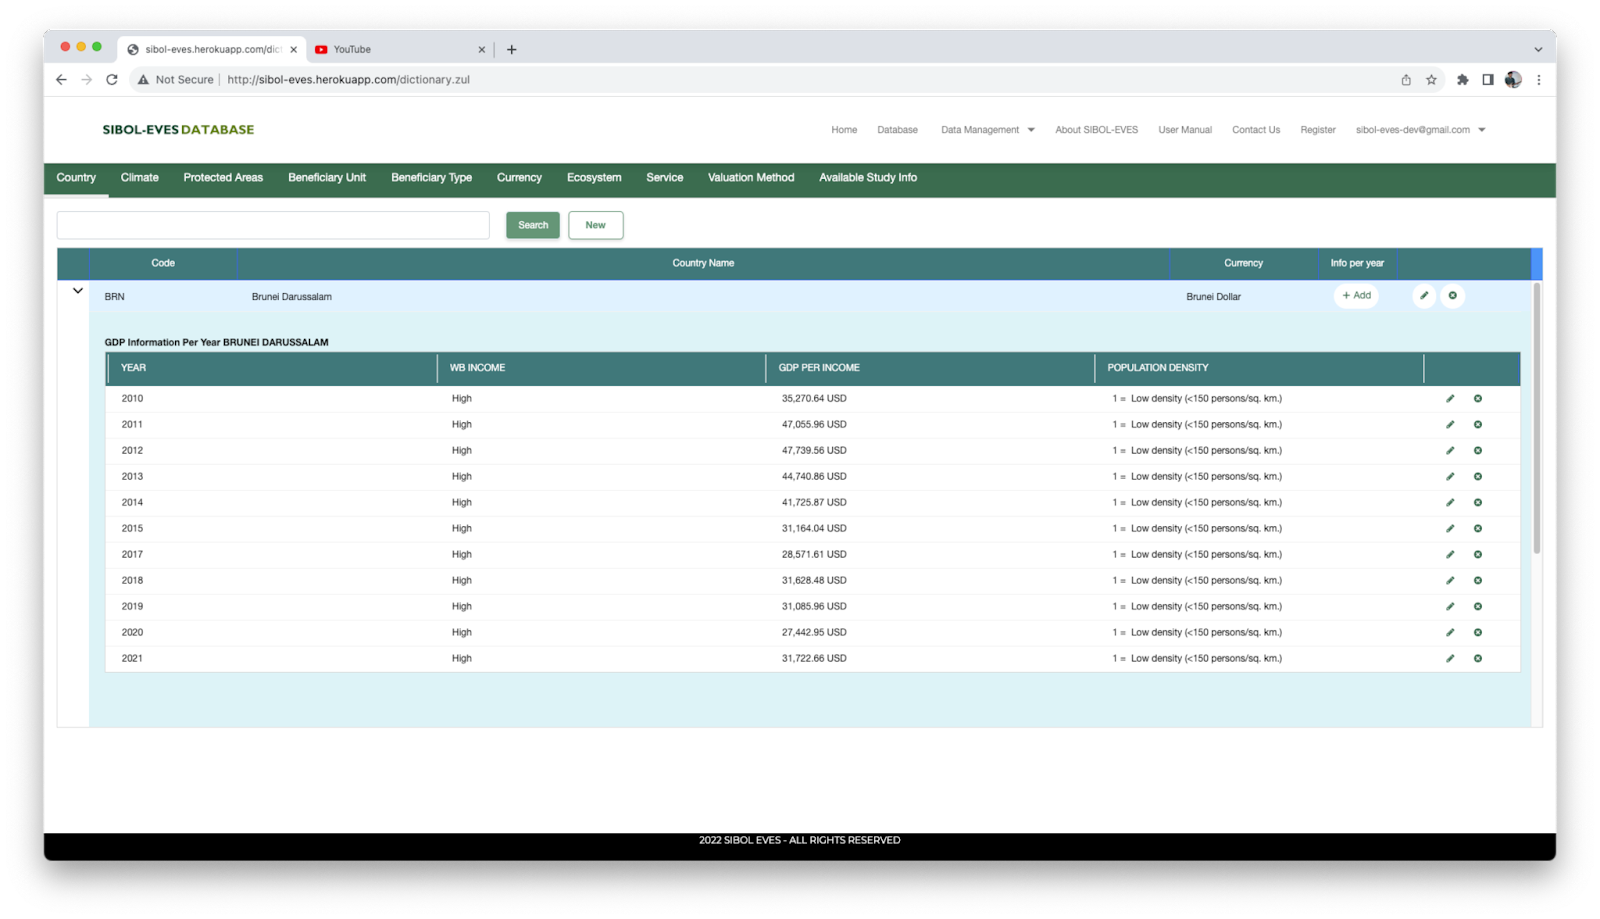 sibol-eves.herokuapp.com/dict
YouTube
Not Secure | http://sibol-eves.herokuapp.com/dictionary.zul
SIBOL-EVES DATABASE
Home Database Data Management About SIBOL-EVES User Manual Contact Us Register sibol-eves-dev@gmail.com
Country Climate Protected Areas Beneficiary Unit Beneficiary Type Currency Ecosystem Service Valuation Method Available Study Info
Search New
Code Country Name Currency Info per year
BRN Brunei Darussalam Brunei Dollar + Add
GDP Information Per Year BRUNEI DARUSSALAM
YEAR WB INCOME GDP PER INCOME POPULATION DENSITY
2010 High 35,270.64 USD 1 = Low density (<150 persons/sq. km.)
2011 High 47,055.96 USD 1 = Low density (<150 persons/sq. km.)
2012 High 47,739.56 USD 1 = Low density (<150 persons/sq. km.)
2013 High 44,740.86 USD 1 = Low density (<150 persons/sq. km.)
2014 High 41,725.87 USD 1 = Low density (<150 persons/sq. km.)
2015 High 31,164.04 USD 1 = Low density (<150 persons/sq. km.)
2017 High 28,571.61 USD 1 = Low density (<150 persons/sq. km.)
2018 High 31,628.48 USD 1 = Low density (<150 persons/sq. km.)
2019 High 31,085.96 USD 1 = Low density (<150 persons/sq. km.)
2020 High 27,442.95 USD 1 = Low density (<150 persons/sq. km.)
2021 High 31,722.66 USD 1 = Low density (<150 persons/sq. km.)
2022 SIBOL EVES - ALL RIGHTS RESERVED